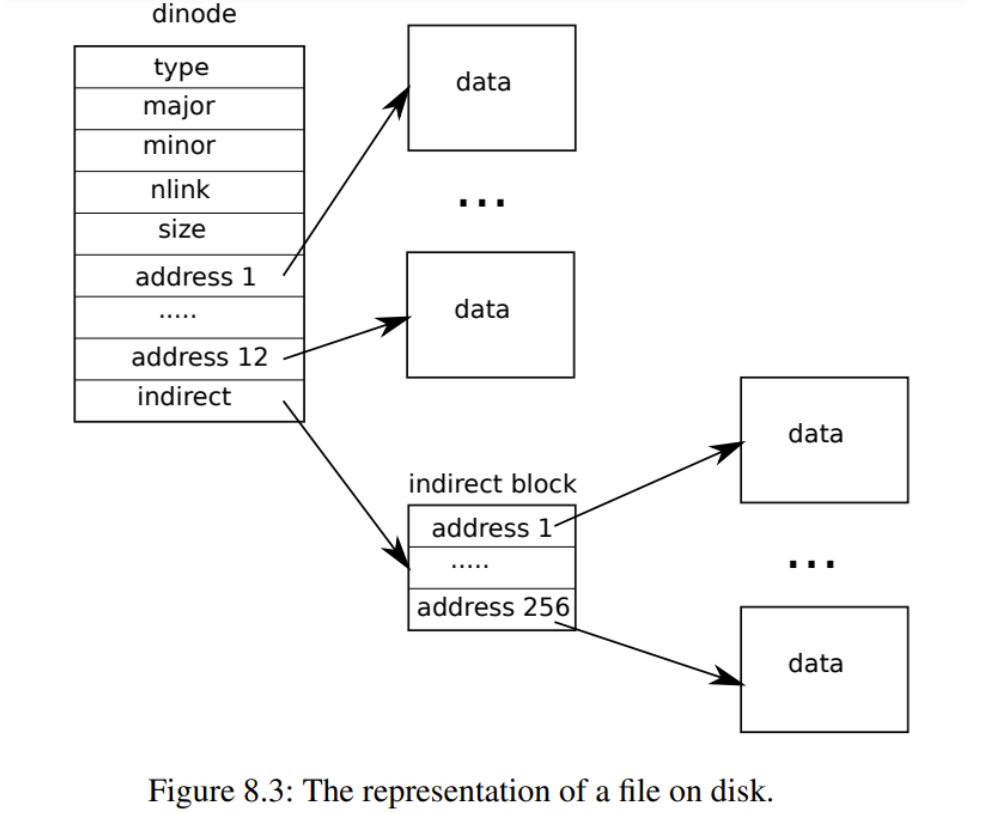 dinode
type
major
minor
nlink
size
address 1
.....
address 12
indirect
data
...
data
indirect block
address 1
.....
address 256
data
...
data
Figure 8.3: The representation of a file on disk.